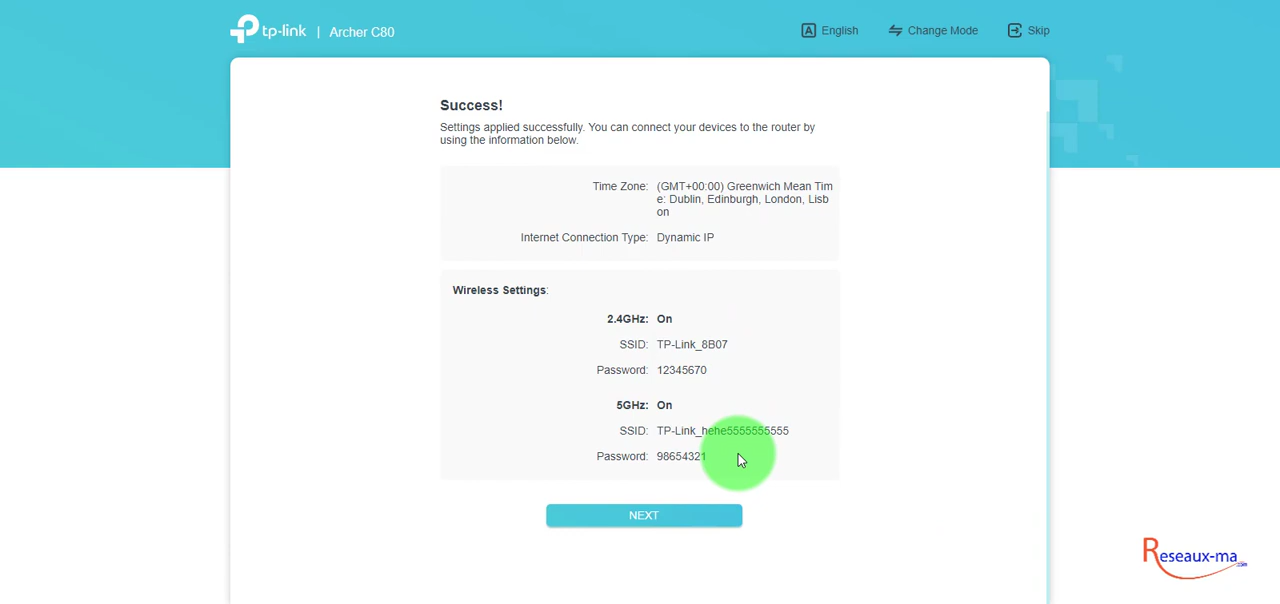 tp-link | Archer C80
English
Change Mode
Skip
Success!
Settings applied successfully. You can connect your devices to the router by
using the information below.
Time Zone: (GMT+00:00) Greenwich Mean Tim
e: Dublin, Edinburgh, London, Lisb
on
Internet Connection Type: Dynamic IP
Wireless Settings:
2.4GHz: On
SSID: TP-Link_8B07
Password: 12345670
5GHz: On
SSID: TP-Link_hehe5555555555
Password: 98654321
NEXT
Reseaux-ma.com